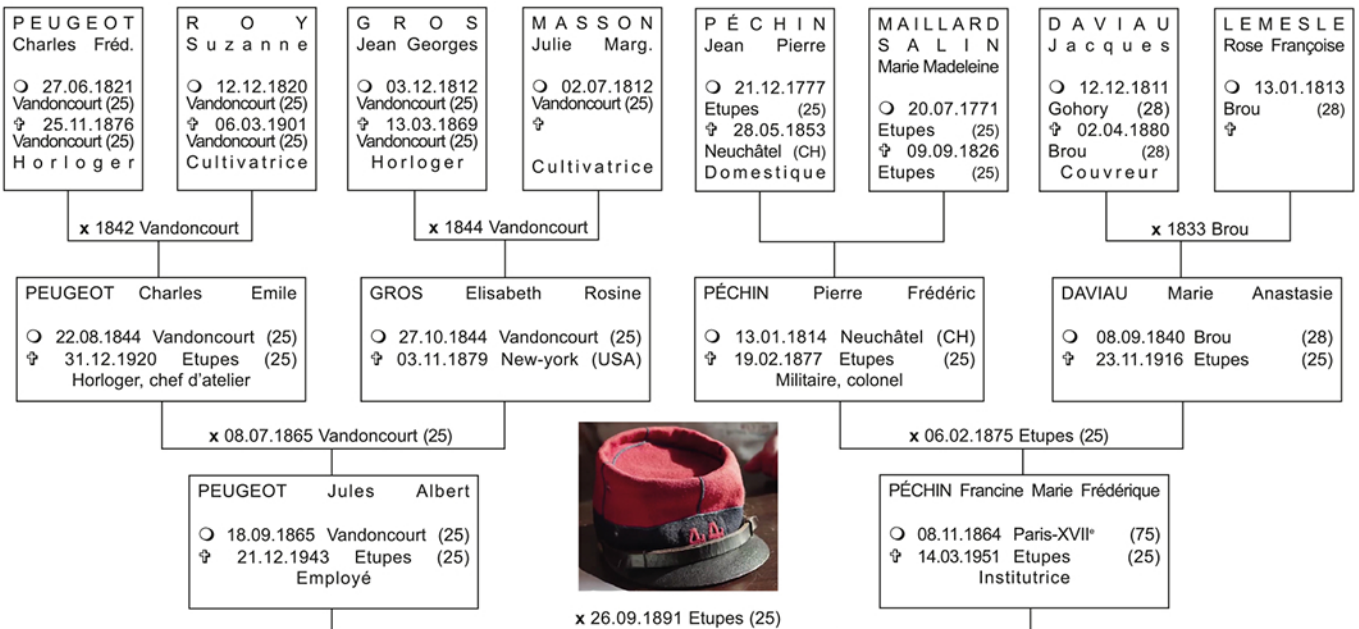 PEUGEOT
Charles Fréd.
❍ 27.06.1821
Vandoncourt (25)
✞ 25.11.1876
Vandoncourt (25)
Horloger
ROY
Suzanne
❍ 12.12.1820
Vandoncourt (25)
✞ 06.03.1901
Vandoncourt (25)
Cultivatrice
GROS
Jean Georges
❍ 03.12.1812
Vandoncourt (25)
✞ 13.03.1869
Vandoncourt (25)
Horloger
MASSON
Julie Marg.
❍ 02.07.1812
Vandoncourt (25)
✞
Cultivatrice
PÉCHIN
Jean Pierre
❍ 21.12.1777
Etupes (25)
✞ 28.05.1853
Neuchâtel (CH)
Domestique
MAILLARD
SALIN
Marie Madeleine
❍ 20.07.1771
Etupes (25)
✞ 09.09.1826
Etupes (25)
DAVIAU
Jacques
❍ 12.12.1811
Gohory (28)
✞ 02.04.1880
Brou (28)
Couvreur
LEMESLE
Rose Françoise
❍ 13.01.1813
Brou (28)
✞
x 1842 Vandoncourt
x 1844 Vandoncourt
x 1833 Brou
PEUGEOT Charles Emile
❍ 22.08.1844 Vandoncourt (25)
✞ 31.12.1920 Etupes (25)
Horloger, chef d'atelier
GROS Elisabeth Rosine
❍ 27.10.1844 Vandoncourt (25)
✞ 03.11.1879 New-york (USA)
PÉCHIN Pierre Frédéric
❍ 13.01.1814 Neuchâtel (CH)
✞ 19.02.1877 Etupes (25)
Militaire, colonel
DAVIAU Marie Anastasie
❍ 08.09.1840 Brou (28)
✞ 23.11.1916 Etupes (25)
x 08.07.1865 Vandoncourt (25)
x 06.02.1875 Etupes (25)
PEUGEOT Jules Albert
❍ 18.09.1865 Vandoncourt (25)
✞ 21.12.1943 Etupes (25)
Employé
44
PÉCHIN Francine Marie Frédérique
❍ 08.11.1864 Paris-XVIIe (75)
✞ 14.03.1951 Etupes (25)
Institutrice
x 26.09.1891 Etupes (25)